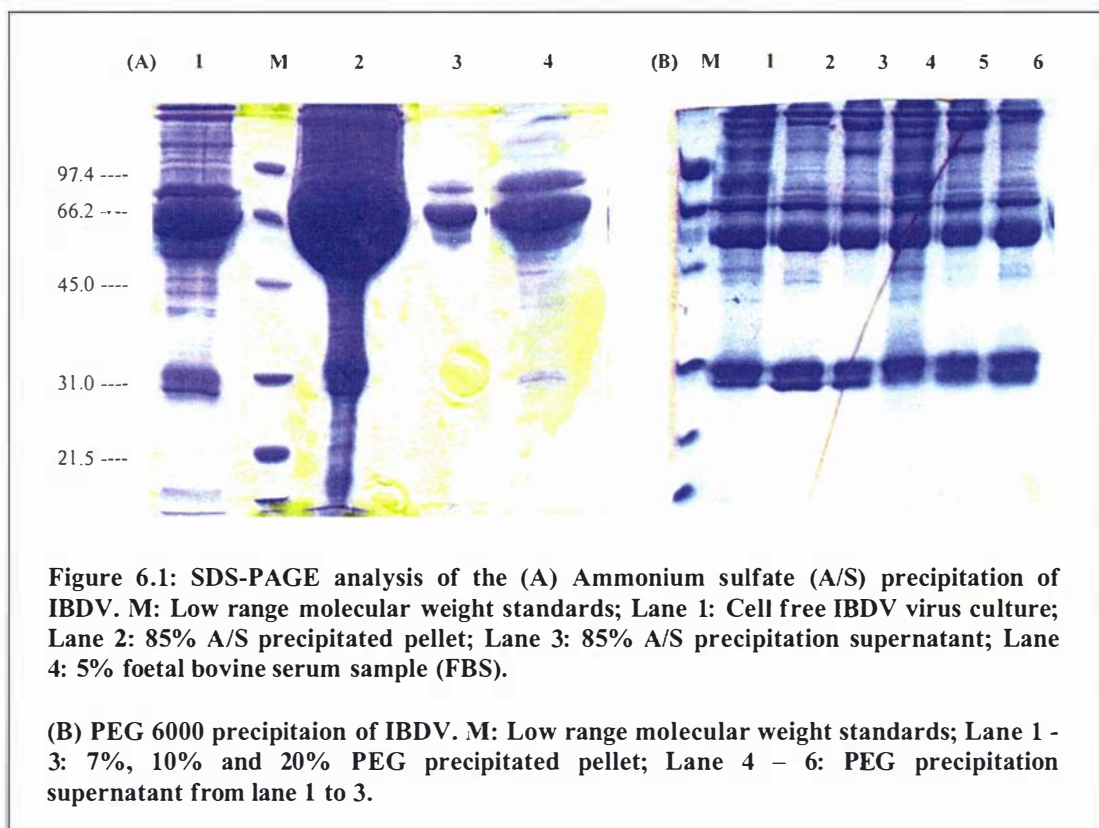 (A) 1 M 2 3 4 (B) M 1 2 3 4 5 6
97.4 ----
66.2 ----
45.0 ----
31.0 ----
21.5 ----
Figure 6.1: SDS-PAGE analysis of the (A) Ammonium sulfate (A/S) precipitation of
IBDV. M: Low range molecular weight standards; Lane 1: Cell free IBDV virus culture;
Lane 2: 85% A/S precipitated pellet; Lane 3: 85% A/S precipitation supernatant; Lane
4: 5% foetal bovine serum sample (FBS).
(B) PEG 6000 precipitaion of IBDV. M: Low range molecular weight standards; Lane 1 -
3: 7%, 10% and 20% PEG precipitated pellet; Lane 4 – 6: PEG precipitation
supernatant from lane 1 to 3.